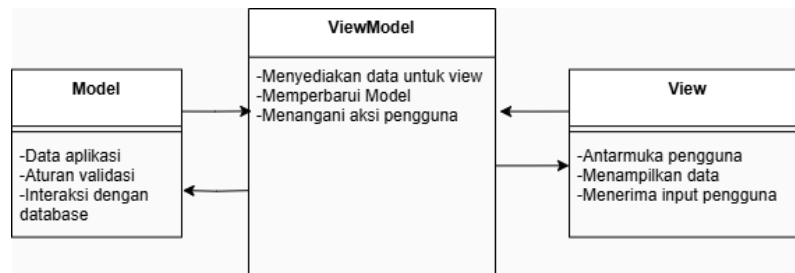 ViewModel
-Menyediakan data untuk view
-Memperbarui Model
-Menangani aksi pengguna
Model
-Data aplikasi
-Aturan validasi
-Interaksi dengan
database
View
-Antarmuka pengguna
-Menampilkan data
-Menerima input pengguna